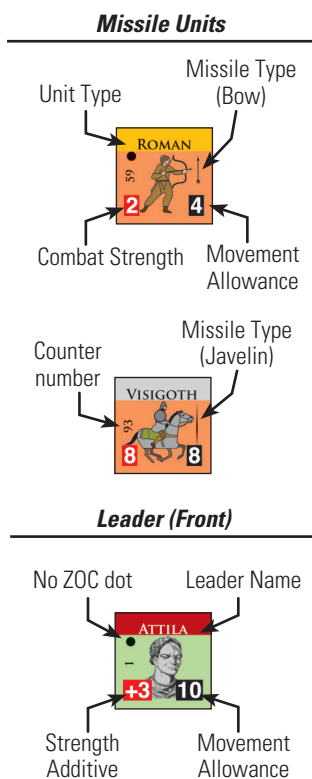 Missile Units
Unit Type
Missile Type
(Bow)
ROMAN
59
2
4
Combat Strength
Movement
Allowance
Counter
number
Missile Type
(Javelin)
VISIGOTH
93
8
8
Leader (Front)
No ZOC dot
Leader Name
ATTILA
1
+3
10
Strength
Additive
Movement
Allowance